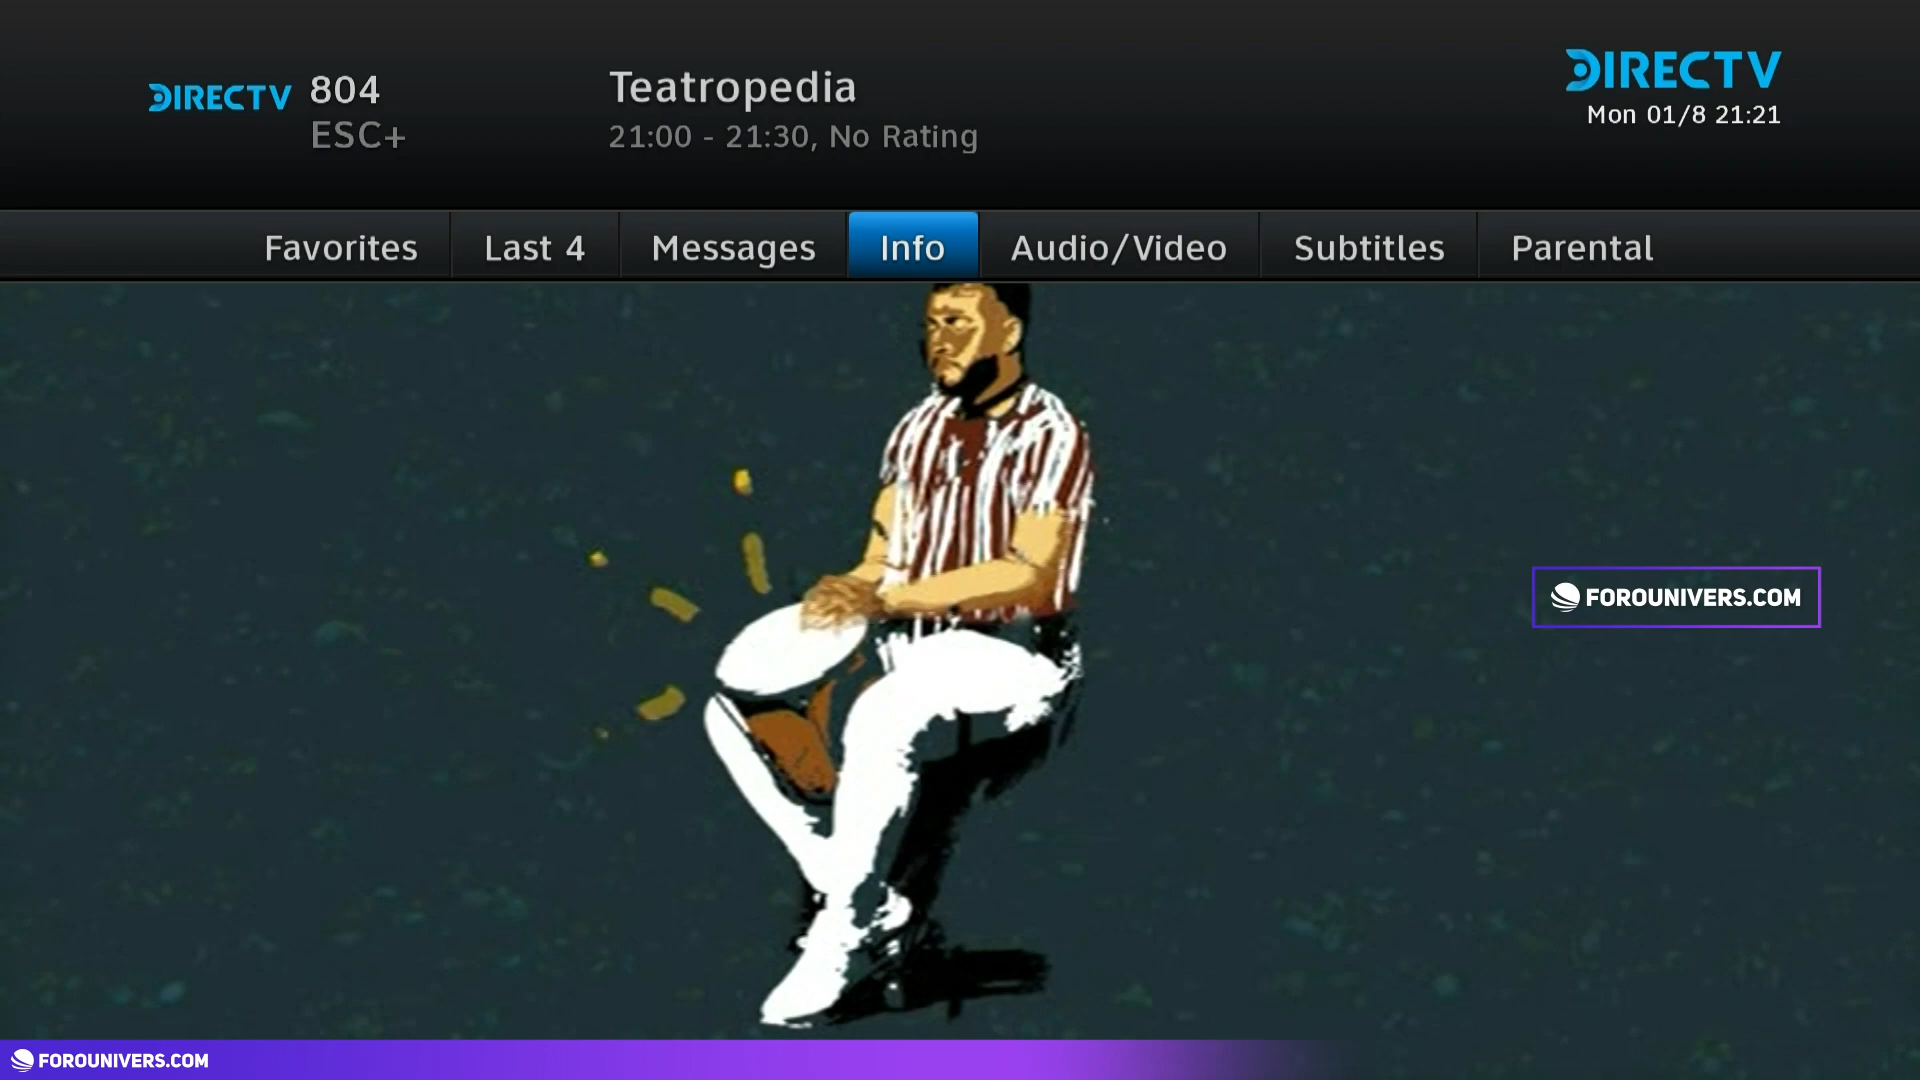 DIRECTV 804
ESC+
Teatropedia
21:00 - 21:30, No Rating
DIRECTV
Mon 01/8 21:21
Favorites
Last 4
Messages
Info
Audio/Video
Subtitles
Parental
FOROUNIVERS.COM
FOROUNIVERS.COM